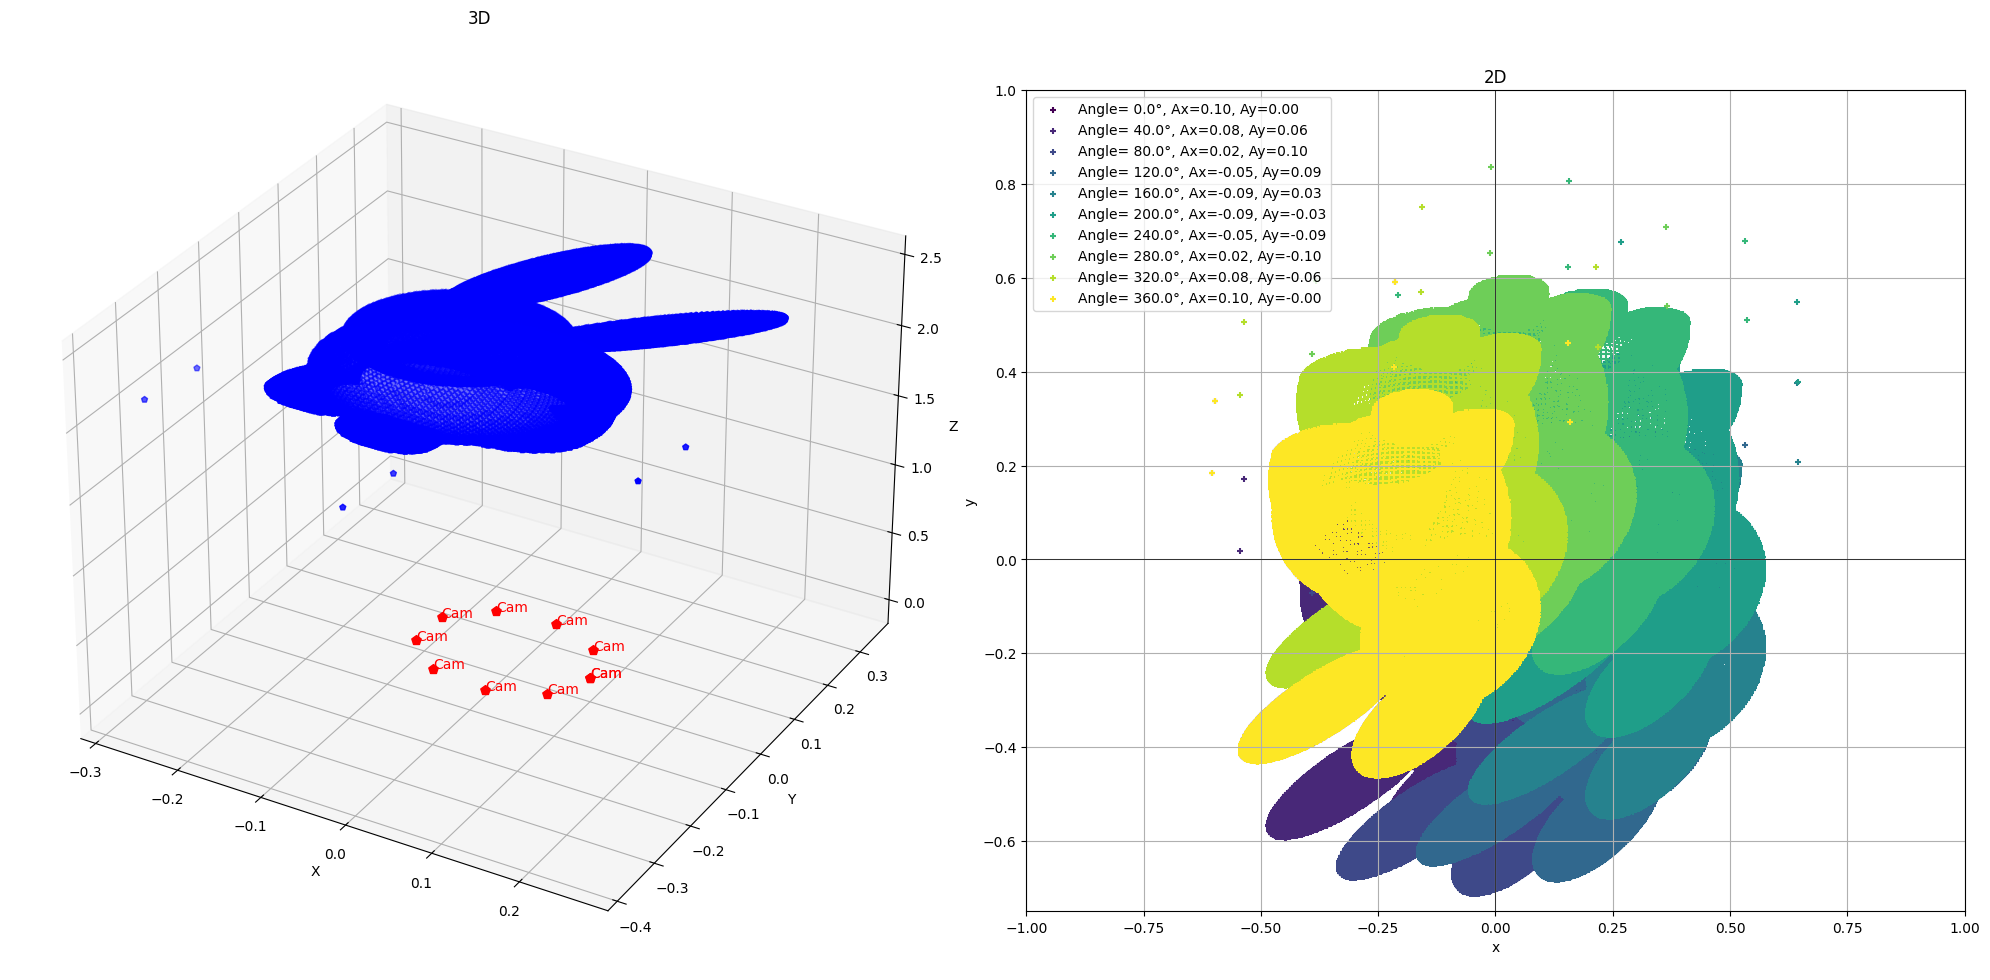 3D
2.5
2.0
1.5
1.0
0.5
0.0
Z
Cam
Cam
Cam
Cam
Cam
Cam
Cam
Cam
Cam
−0.3
−0.2
−0.1
0.0
0.1
0.2
X
−0.4
−0.3
−0.2
−0.1
0.0
0.1
0.2
0.3
Y
2D
Angle= 0.0°, Ax=0.10, Ay=0.00
Angle= 40.0°, Ax=0.08, Ay=0.06
Angle= 80.0°, Ax=0.02, Ay=0.10
Angle= 120.0°, Ax=-0.05, Ay=0.09
Angle= 160.0°, Ax=-0.09, Ay=0.03
Angle= 200.0°, Ax=-0.09, Ay=-0.03
Angle= 240.0°, Ax=-0.05, Ay=-0.09
Angle= 280.0°, Ax=0.02, Ay=-0.10
Angle= 320.0°, Ax=0.08, Ay=-0.06
Angle= 360.0°, Ax=0.10, Ay=-0.00
1.0
0.8
0.6
0.4
0.2
0.0
−0.2
−0.4
−0.6
y
−1.00
−0.75
−0.50
−0.25
0.00
0.25
0.50
0.75
1.00
x